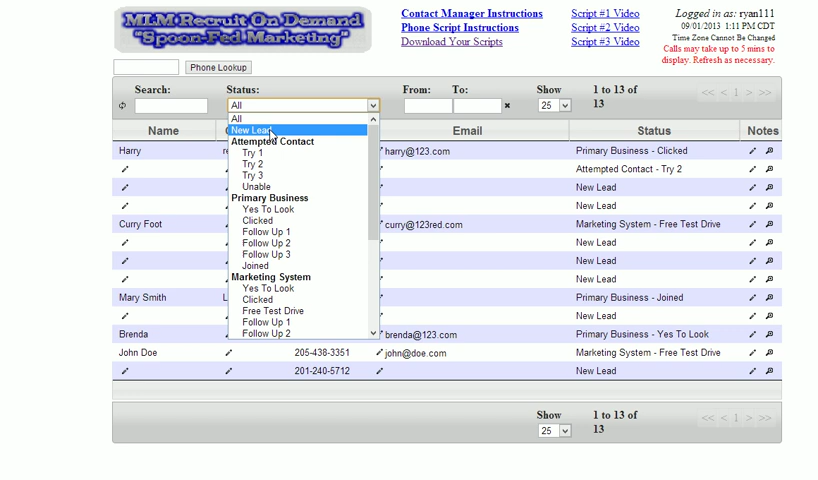 MLM Recruit On Demand
"Spoon-Fed Marketing"
Contact Manager Instructions
Phone Script Instructions
Download Your Scripts
Script #1 Video
Script #2 Video
Script #3 Video
Logged in as: ryan111
09/01/2013 1:11 PM CDT
Time Zone Cannot Be Changed
Calls may take up to 5 mins to
display. Refresh as necessary.
Phone Lookup
Search: Status: From: To: Show 1 to 13 of
All 25 13
<< < 1 > >>
Name Email Status Notes
All
New Lead
Attempted Contact
Try 1
Try 2
Try 3
Unable
Primary Business
Yes To Look
Clicked
Follow Up 1
Follow Up 2
Follow Up 3
Joined
Marketing System
Yes To Look
Clicked
Free Test Drive
Follow Up 1
Follow Up 2
Harry harry@123.com Primary Business - Clicked
Attempted Contact - Try 2
New Lead
New Lead
Curry Foot curry@123red.com Marketing System - Free Test Drive
New Lead
New Lead
New Lead
Mary Smith Primary Business - Joined
New Lead
Brenda brenda@123.com Primary Business - Yes To Look
John Doe 205-438-3351 john@doe.com Marketing System - Free Test Drive
201-240-5712 New Lead
Show 1 to 13 of
25 13
<< < 1 > >>